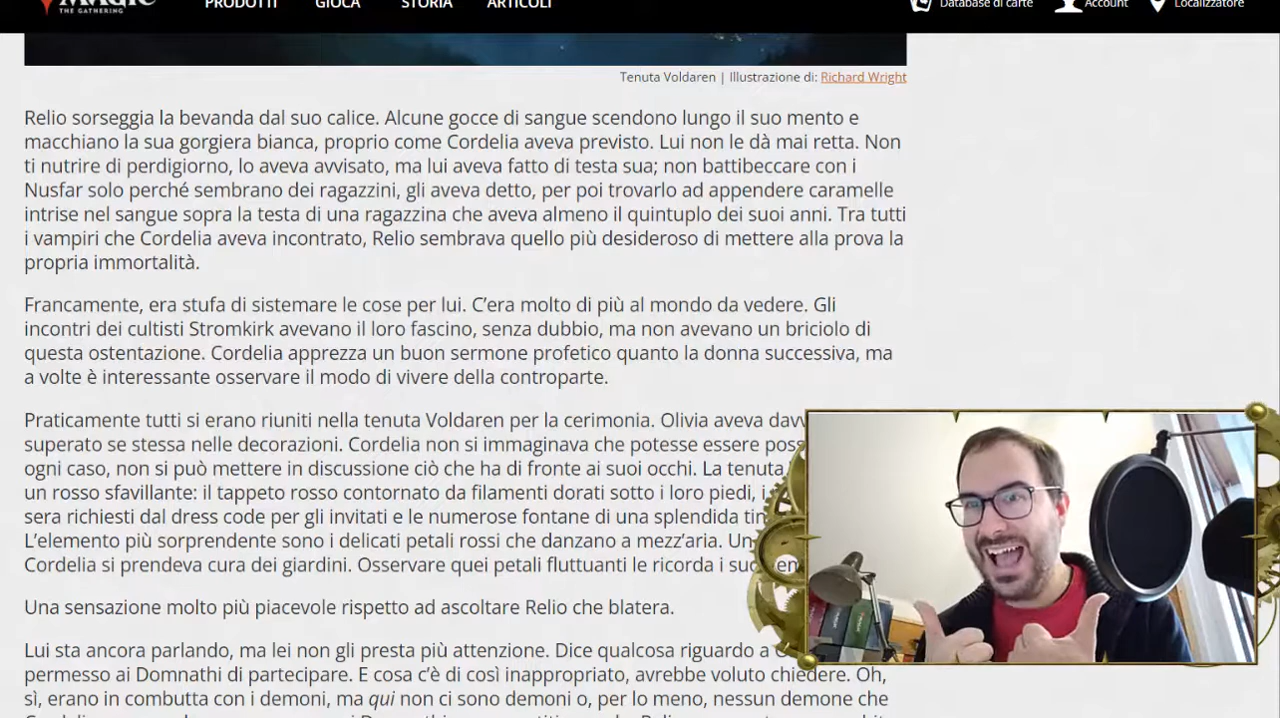 MAGIC
THE GATHERING
PRODOTTI GIOCA STORIA ARTICOLI
Database di carte Account Localizzatore
Tenuta Voldaren | Illustrazione di: Richard Wright
Relio sorseggia la bevanda dal suo calice. Alcune gocce di sangue scendono lungo il suo mento e
macchiano la sua gorgiera bianca, proprio come Cordelia aveva previsto. Lui non le dà mai retta. Non
ti nutrire di perdigiorno, lo aveva avvisato, ma lui aveva fatto di testa sua; non battibeccare con i
Nusfar solo perché sembrano dei ragazzini, gli aveva detto, per poi trovarlo ad appendere caramelle
intrise nel sangue sopra la testa di una ragazzina che aveva almeno il quintuplo dei suoi anni. Tra tutti
i vampiri che Cordelia aveva incontrato, Relio sembrava quello più desideroso di mettere alla prova la
propria immortalità.
Francamente, era stufa di sistemare le cose per lui. C’era molto di più al mondo da vedere. Gli
incontri dei cultisti Stromkirk avevano il loro fascino, senza dubbio, ma non avevano un briciolo di
questa ostentazione. Cordelia apprezza un buon sermone profetico quanto la donna successiva, ma
a volte è interessante osservare il modo di vivere della controparte.
Praticamente tutti si erano riuniti nella tenuta Voldaren per la cerimonia. Olivia aveva
superato se stessa nelle decorazioni. Cordelia non si immaginava che potesse essere
ogni caso, non si può mettere in discussione ciò che ha di fronte ai suoi occhi. La tenuta
un rosso sfavillante: il tappeto rosso contornato da filamenti dorati sotto i loro piedi, i
sera richiesti dal dress code per gli invitati e le numerose fontane di una splendida
L’elemento più sorprendente sono i delicati petali rossi che danzano a mezz’aria.
Cordelia si prendeva cura dei giardini. Osservare quei petali fluttuanti le ricorda i
Una sensazione molto più piacevole rispetto ad ascoltare Relio che blatera.
Lui sta ancora parlando, ma lei non gli presta più attenzione. Dice qualcosa riguardo a
permesso ai Domnathi di partecipare. E cosa c’è di così inappropriato, avrebbe voluto chiedere. Oh,
sì, erano in combutta con i demoni, ma qui non ci sono demoni o, per lo meno, nessun demone che